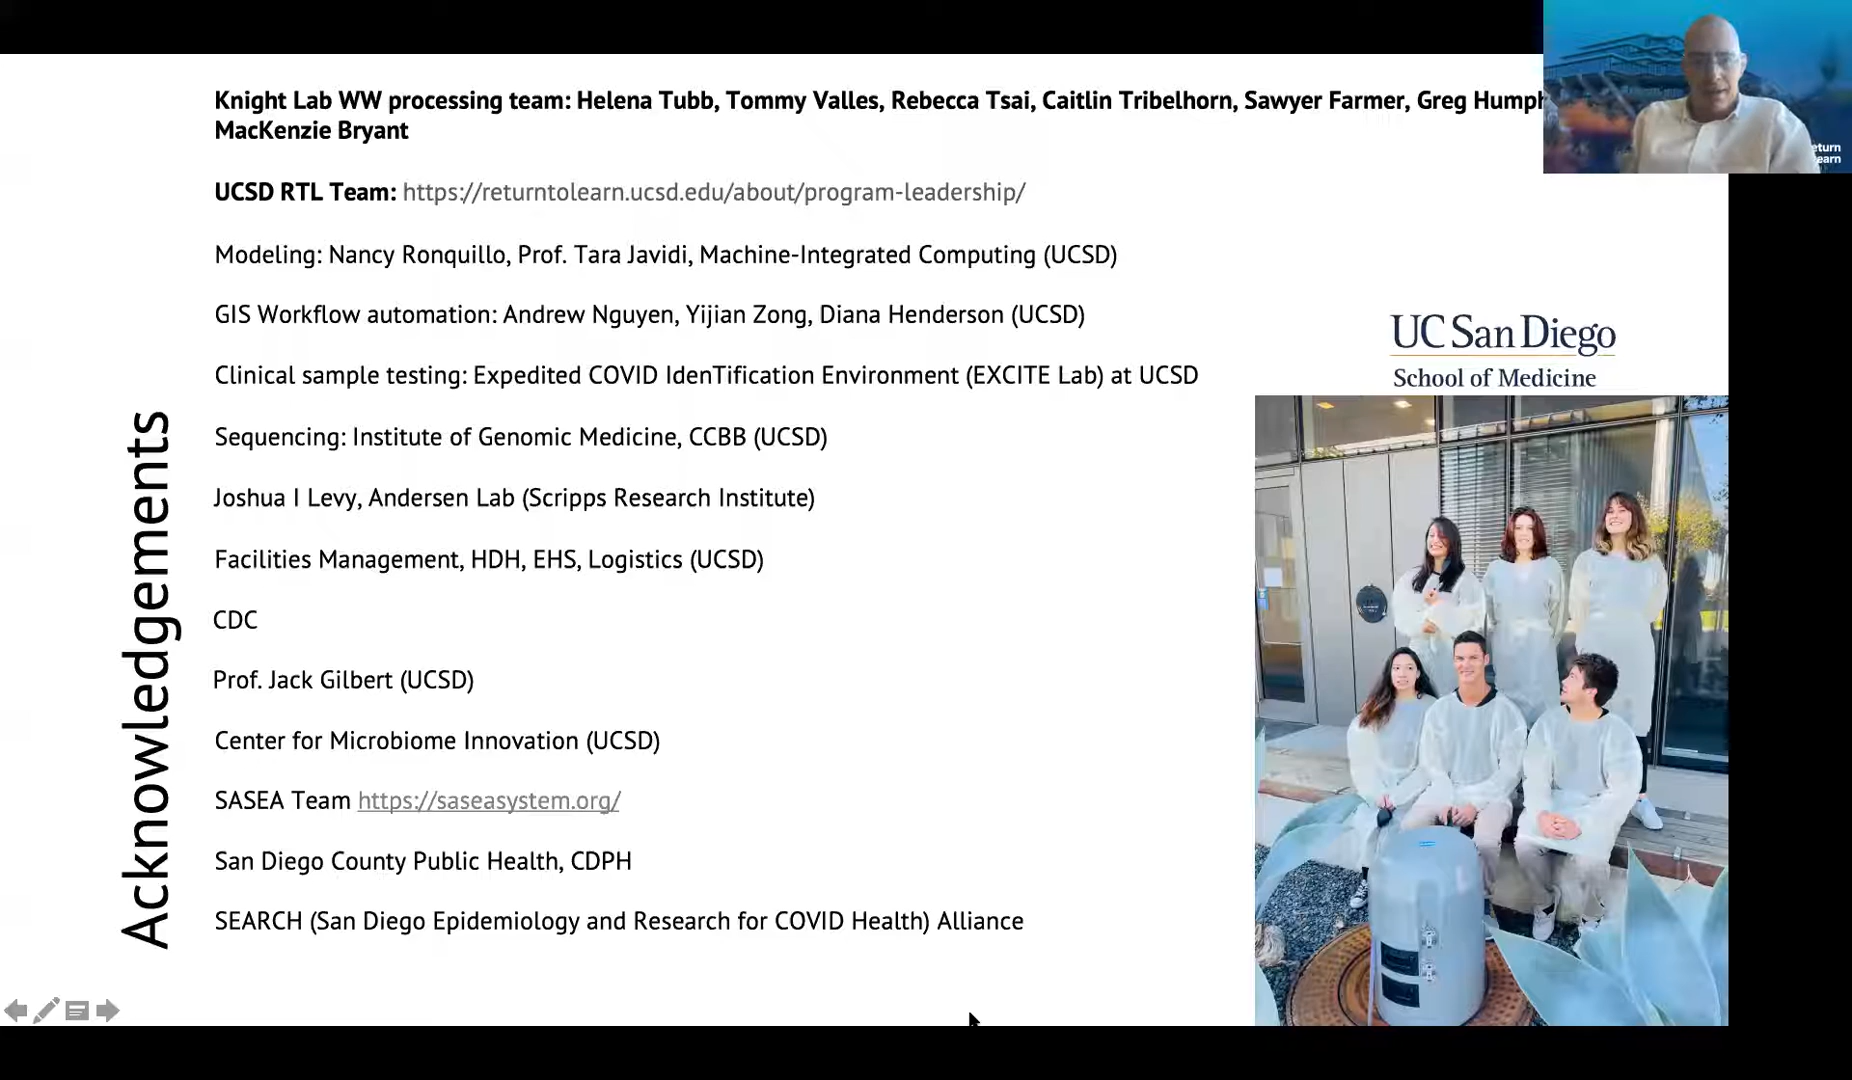 Knight Lab WW processing team: Helena Tubb, Tommy Valles, Rebecca Tsai, Caitlin Tribelhorn, Sawyer Farmer, Greg
MacKenzie Bryant
UCSD RTL Team: https://returntolearn.ucsd.edu/about/program-leadership/
Modeling: Nancy Ronquillo, Prof. Tara Javidi, Machine-Integrated Computing (UCSD)
GIS Workflow automation: Andrew Nguyen, Yijian Zong, Diana Henderson (UCSD)
Clinical sample testing: Expedited COVID IdenTification Environment (EXCITE Lab) at UCSD
Sequencing: Institute of Genomic Medicine, CCBB (UCSD)
Joshua I Levy, Andersen Lab (Scripps Research Institute)
Facilities Management, HDH, EHS, Logistics (UCSD)
CDC
Prof. Jack Gilbert (UCSD)
Center for Microbiome Innovation (UCSD)
SASEA Team https://saseasystem.org/
San Diego County Public Health, CDPH
SEARCH (San Diego Epidemiology and Research for COVID Health) Alliance
Acknowledgements
UC San Diego
School of Medicine